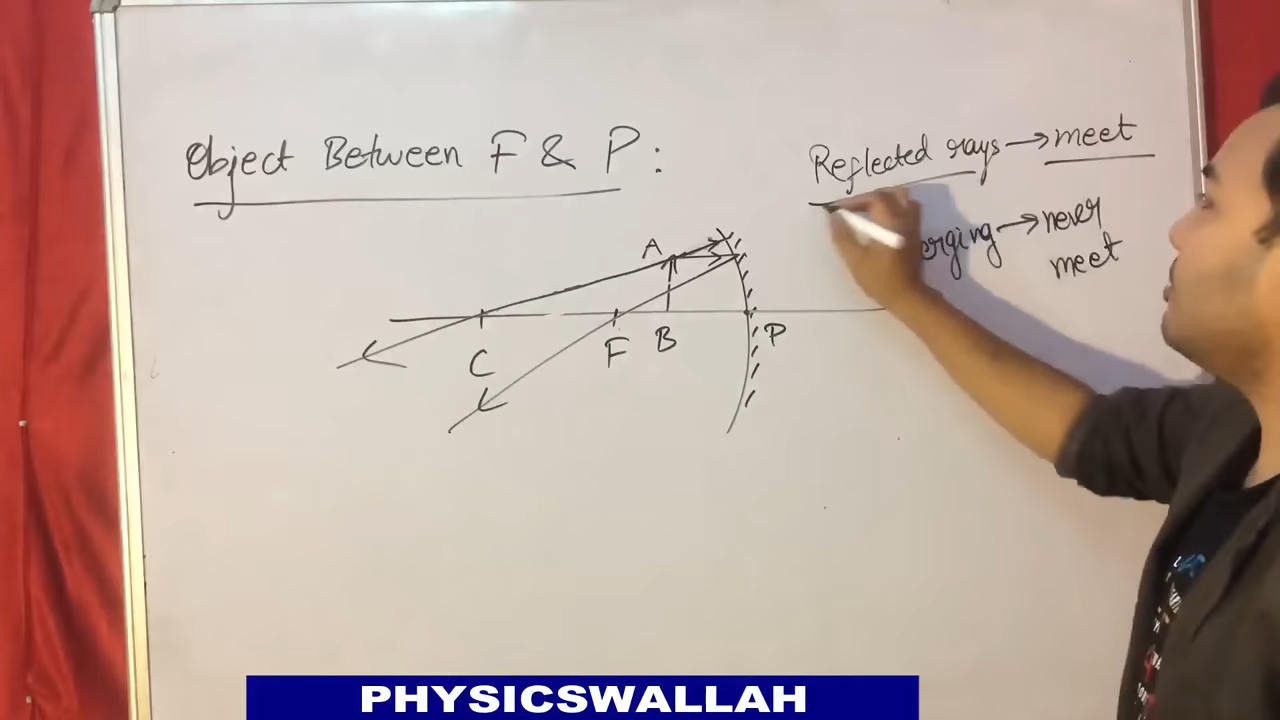 Object Between F & P:
Reflected rays → meet
erging → never
meet
A
C
F
B
P
PHYSICSWALLAH